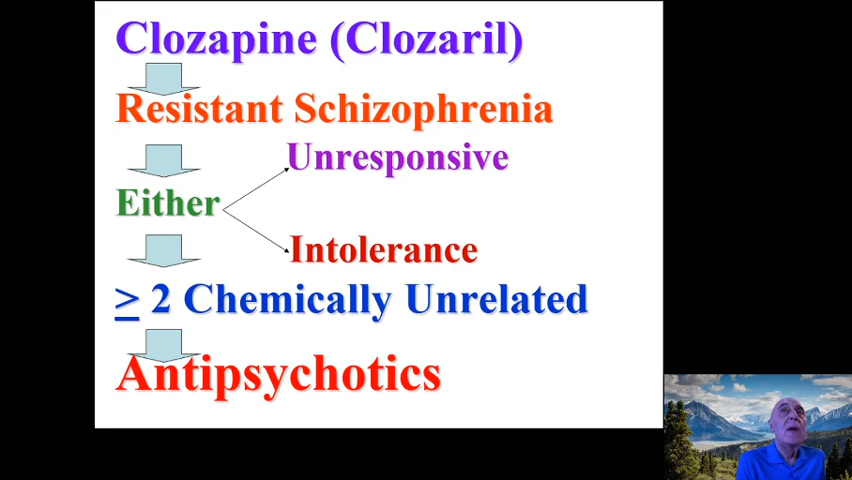 Clozapine (Clozaril)
Resistant Schizophrenia
Unresponsive
Either
Intolerance
≥ 2 Chemically Unrelated
Antipsychotics